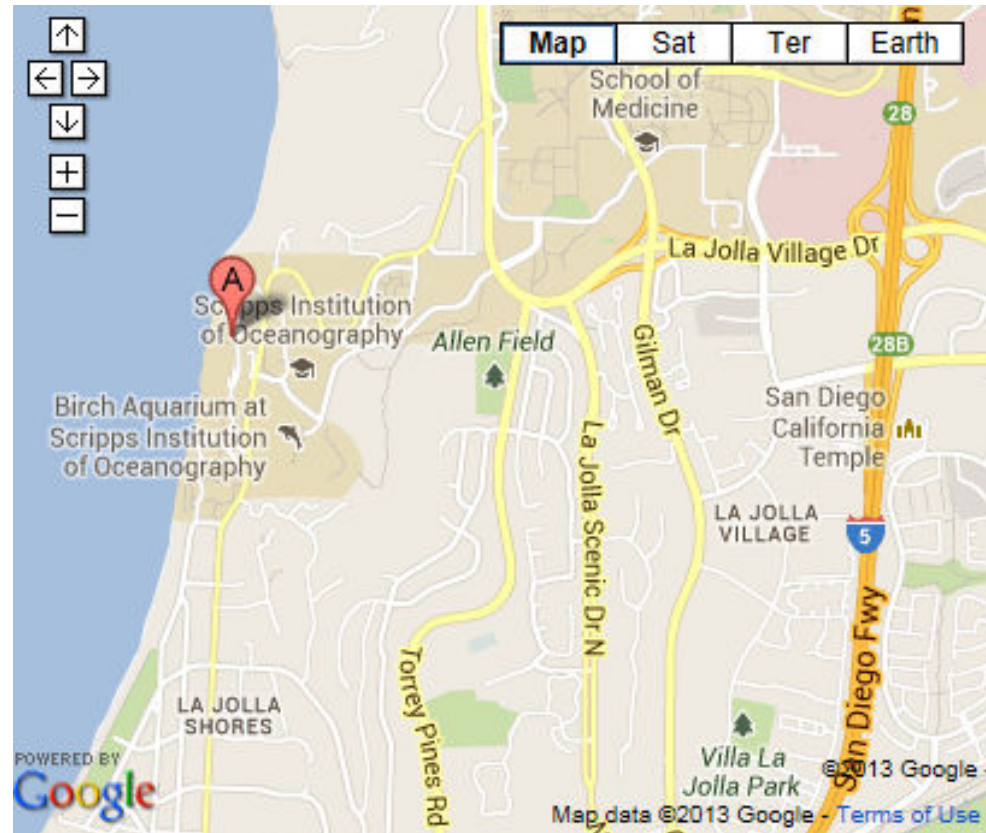 Map Sat Ter Earth
School of
Medicine
28
La Jolla Village Dr
A
Scripps Institution
of Oceanography
Allen Field
Gilman Dr
28B
Birch Aquarium at
Scripps Institution
of Oceanography
San Diego
California
Temple
La Jolla Scenic Dr N
LA JOLLA
VILLAGE
5
San Diego Fwy
Torrey Pines Rd
LA JOLLA
SHORES
Villa La
Jolla Park
POWERED BY
Google
©2013 Google -
Map data ©2013 Google - Terms of Use